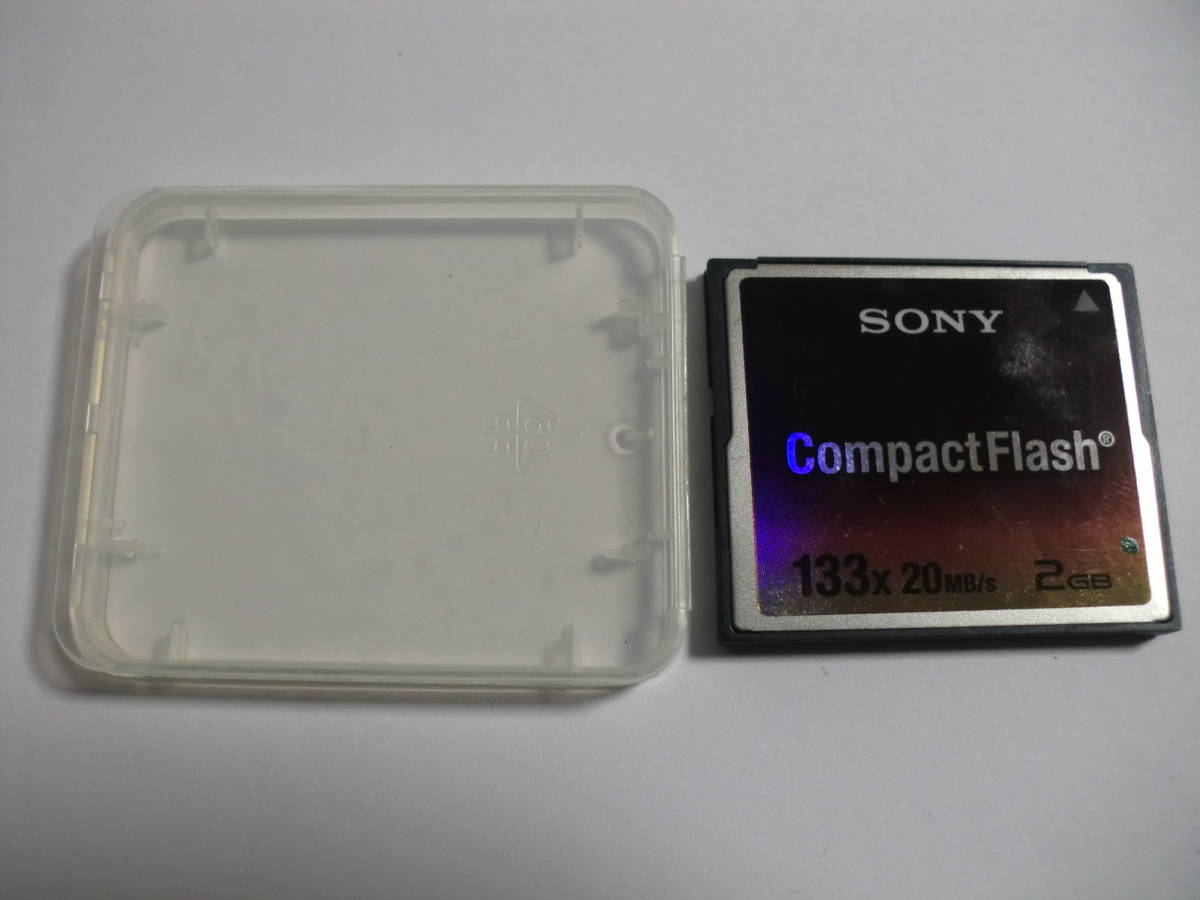 SONY
CompactFlash®
133x 20MB/s 2GB